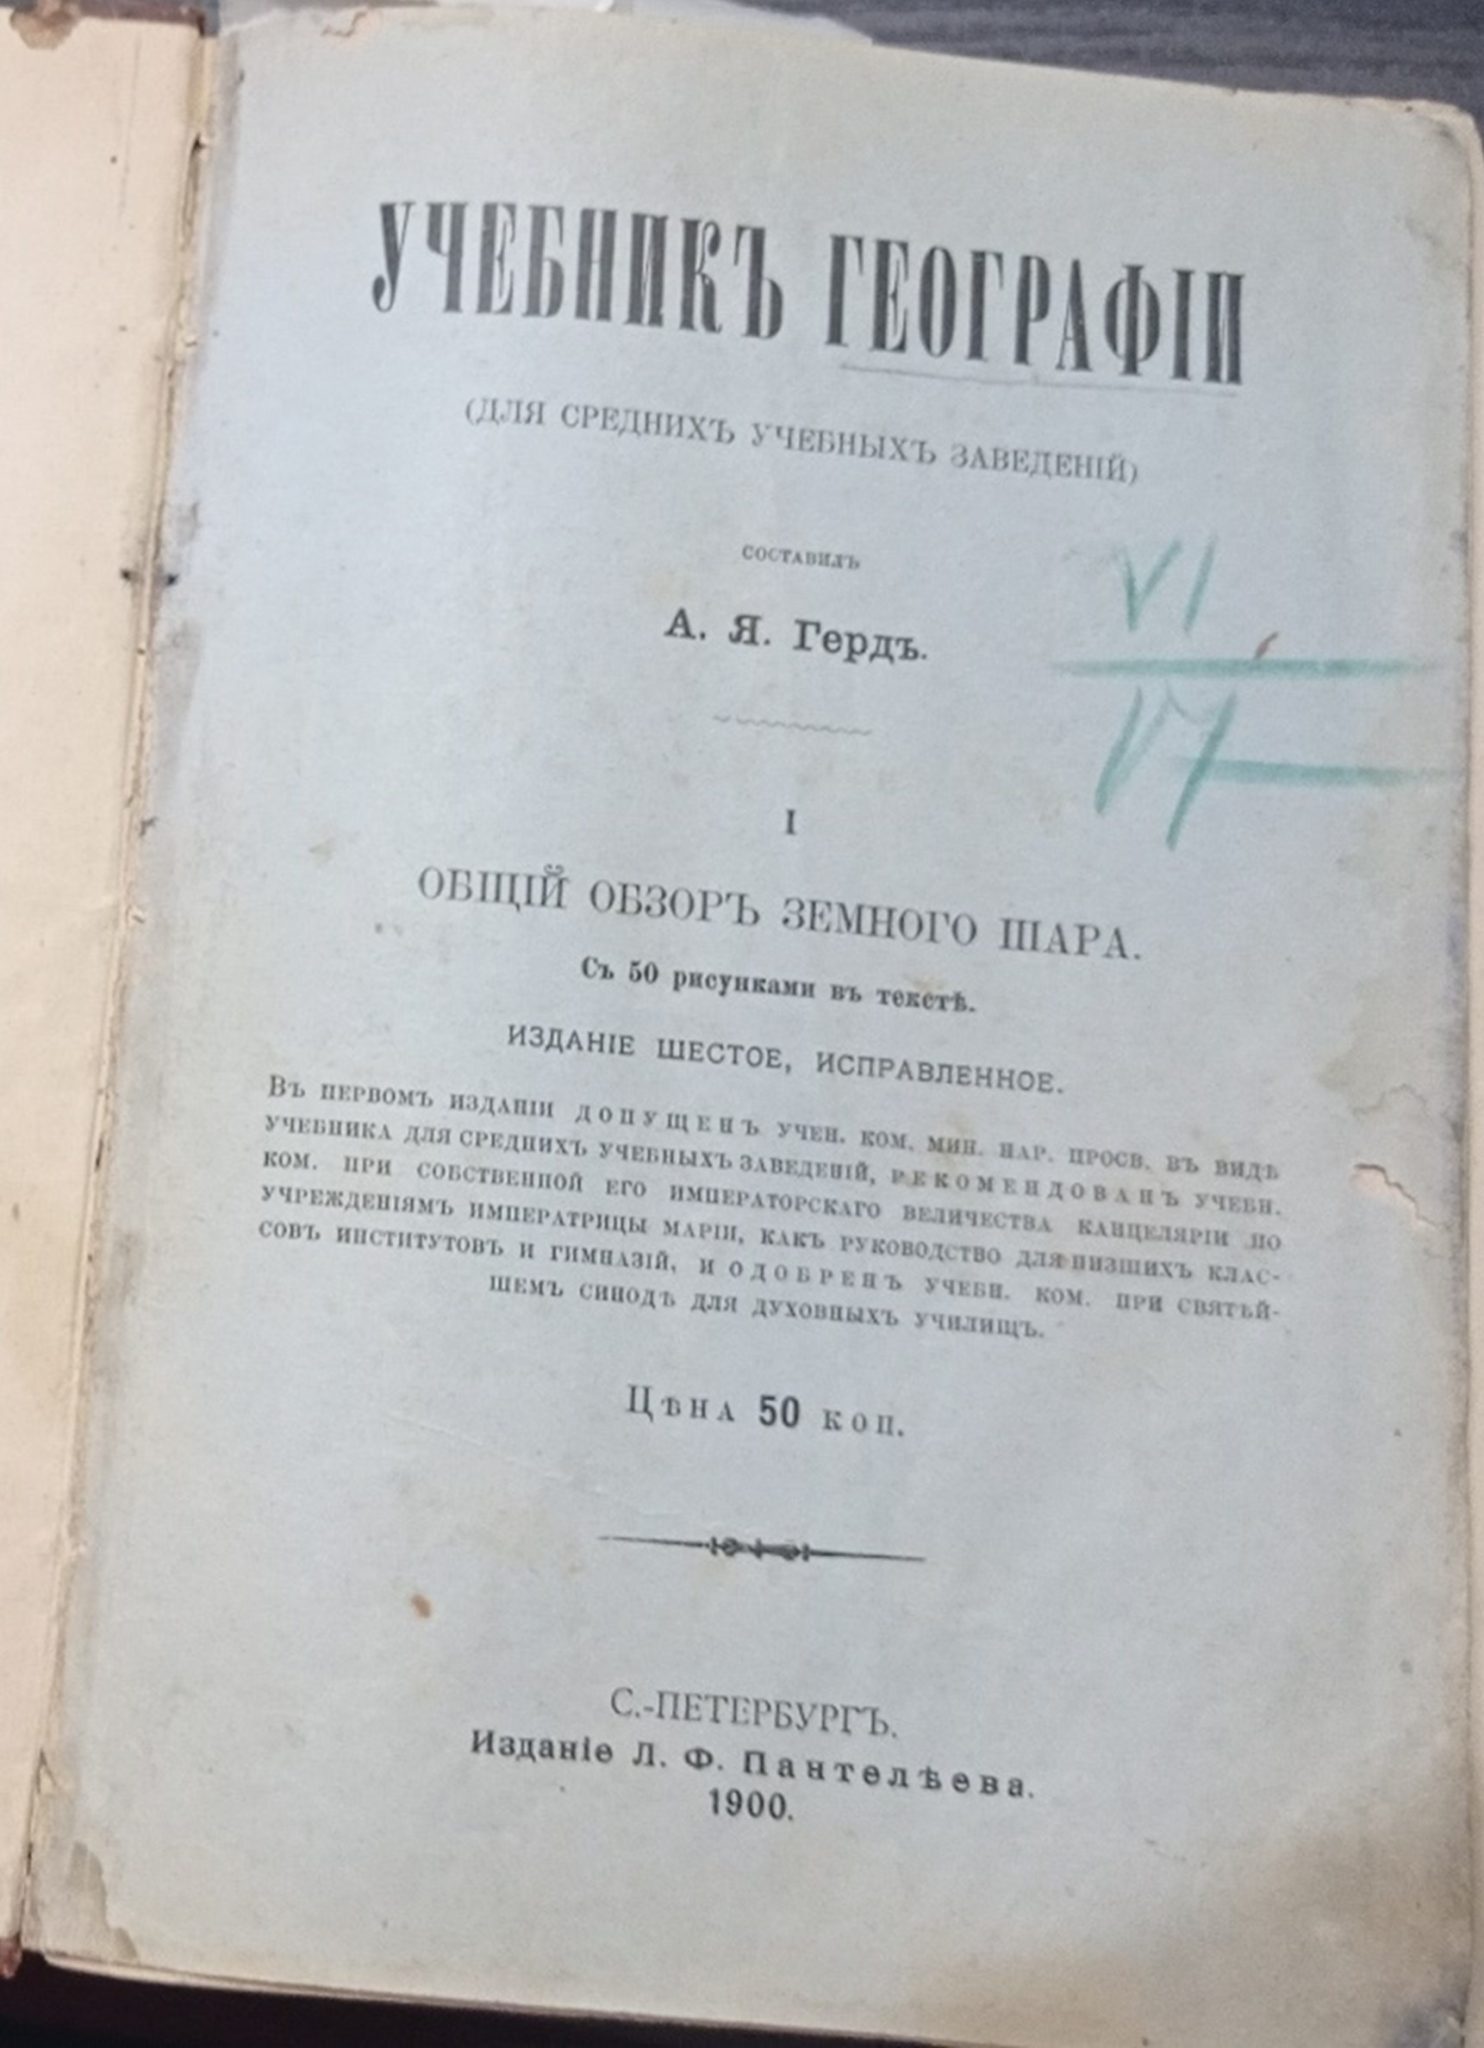 УЧЕБНИКЪ ГЕОГРАФІИ
(ДЛЯ СРЕДНИХЪ УЧЕБНЫХЪ ЗАВЕДЕНІЙ)
СОСТАВИЛЪ
А. Я. Гердъ.
VI
I
ОБЩІЙ ОБЗОРЪ ЗЕМНОГО ШАРА.
Съ 50 рисунками въ текстѣ.
ИЗДАНІЕ ШЕСТОЕ, ИСПРАВЛЕННОЕ.
Въ первомъ изданіи допущенъ учен. ком. мин. нар. просв. въ видѣ
учебника для среднихъ учебныхъ заведеній, рекомендованъ учебн.
ком. при собственной его императорскаго величества канцеляріи по
учрежденіямъ императрицы маріи, какъ руководство для низшихъ клас-
совъ институтовъ и гимназій, и одобренъ учебн. ком. при святѣй-
шемъ синодѣ для духовныхъ училищъ.
Цѣна 50 коп.
С.-ПЕТЕРБУРГЪ.
Изданіе Л. Ф. Пантелѣева.
1900.